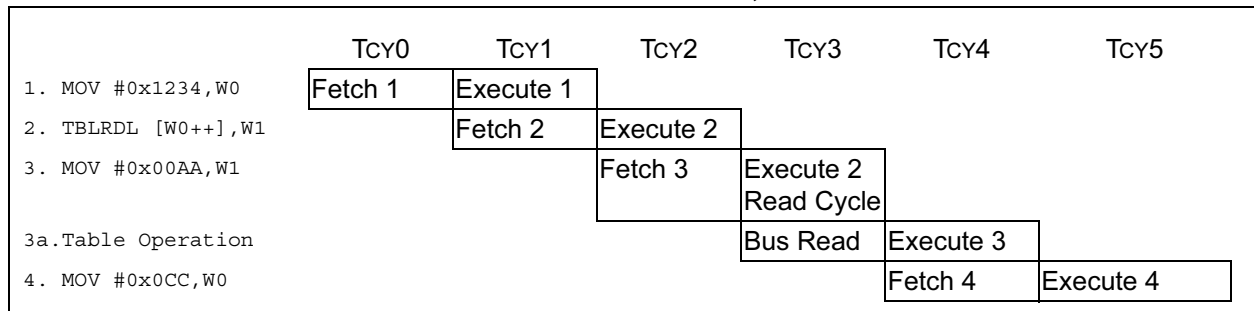 TCY0 TCY1 TCY2 TCY3 TCY4 TCY5
1. MOV #0x1234,W0 Fetch 1 Execute 1
2. TBLRDL [W0++],W1 Fetch 2 Execute 2
3. MOV #0x00AA,W1 Fetch 3 Execute 2
Read Cycle
3a.Table Operation Bus Read Execute 3
4. MOV #0x0CC,W0 Fetch 4 Execute 4